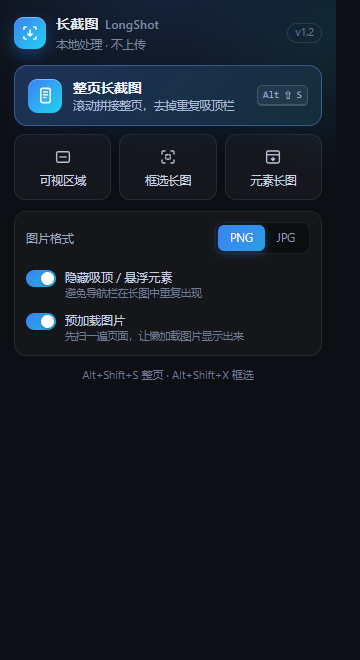 长截图 LongShot
本地处理 · 不上传
v1.2
整页长截图
滚动拼接整页，去掉重复吸顶栏
Alt ⇧ S
可视区域
框选长图
元素长图
图片格式
PNG
JPG
隐藏吸顶 / 悬浮元素
避免导航栏在长图中重复出现
预加载图片
先扫一遍页面，让懒加载图片显示出来
Alt+Shift+S 整页 · Alt+Shift+X 框选